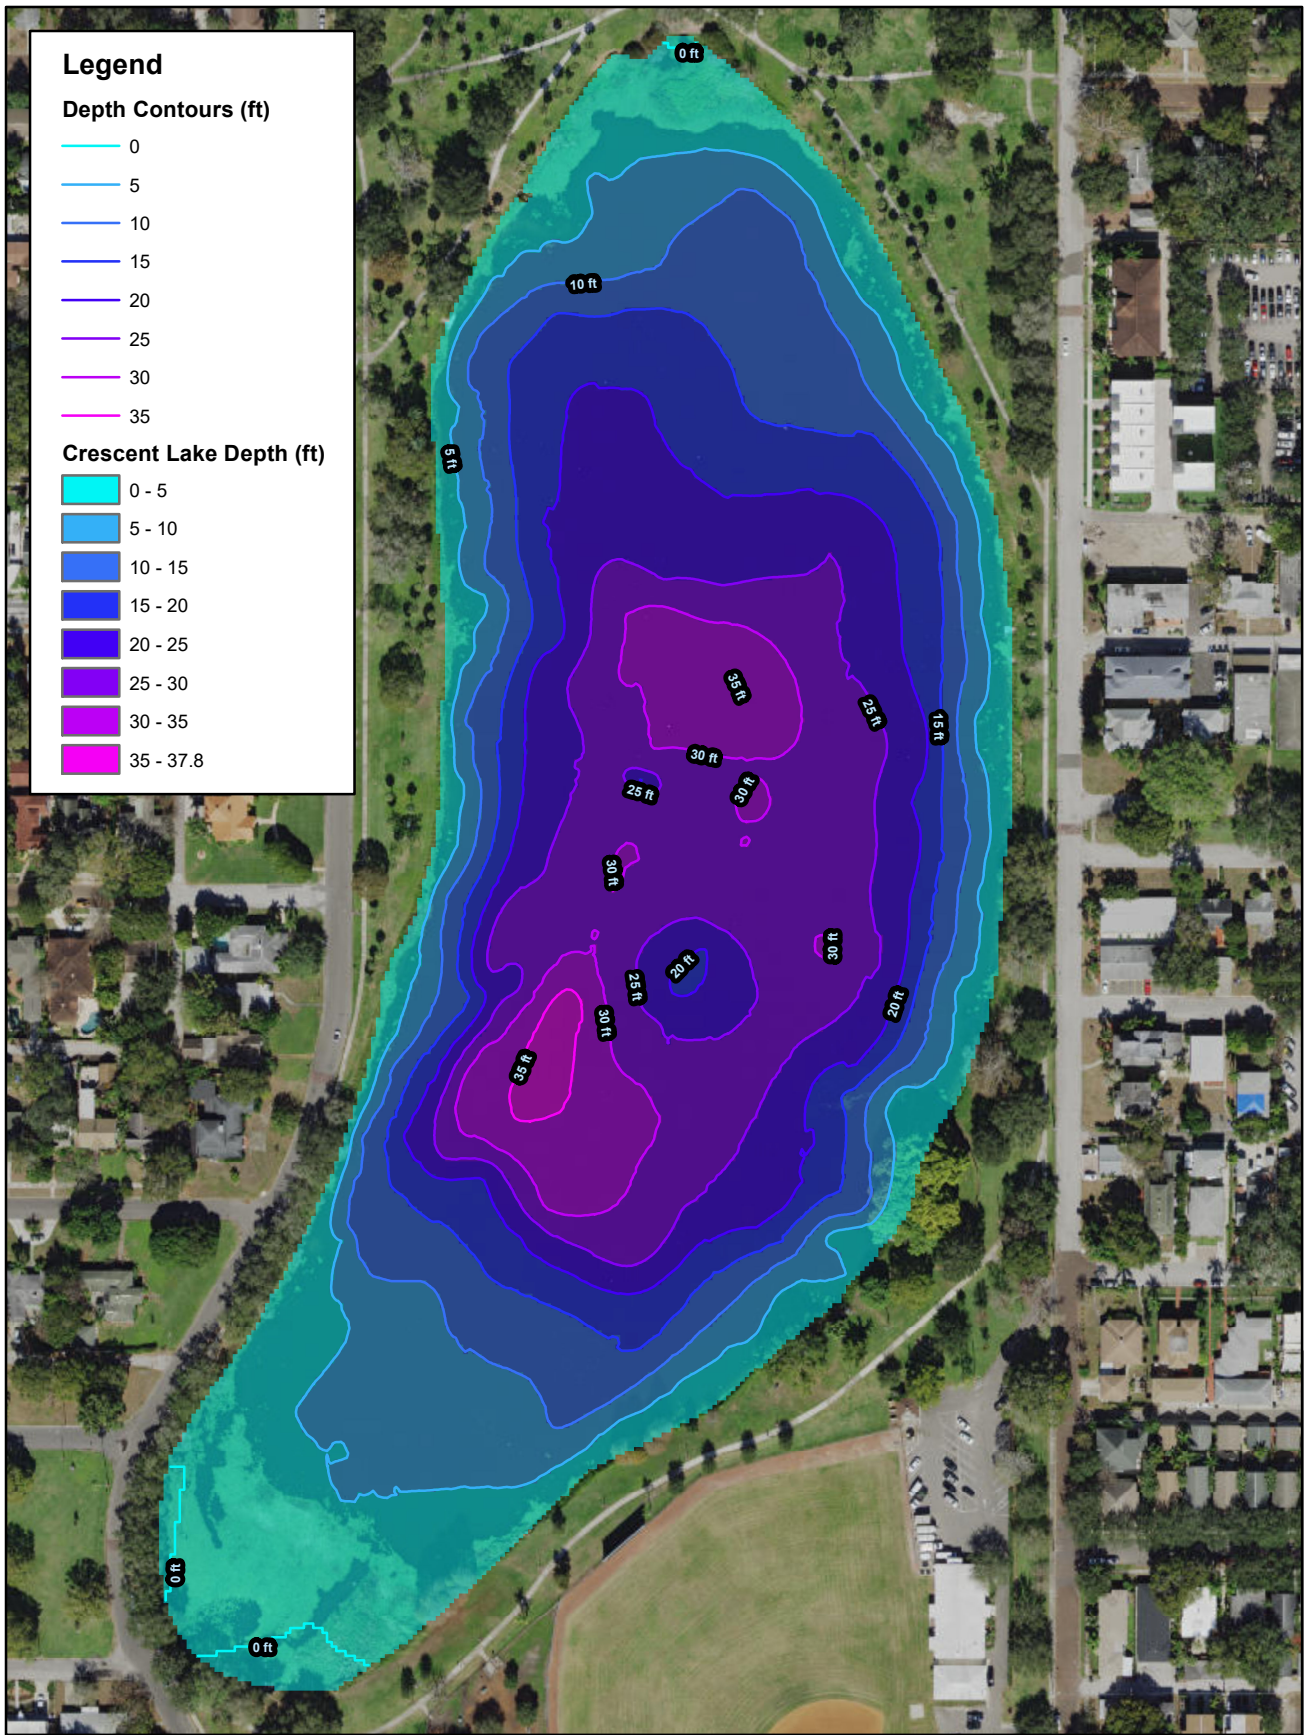 Legend
Depth Contours (ft)
0
5
10
15
20
25
30
35
Crescent Lake Depth (ft)
0 - 5
5 - 10
10 - 15
15 - 20
20 - 25
25 - 30
30 - 35
35 - 37.8
0 ft
10 ft
5 ft
35 ft
25 ft
15 ft
30 ft
25 ft
30 ft
30 ft
30 ft
20 ft
25 ft
20 ft
30 ft
35 ft
0 ft
0 ft